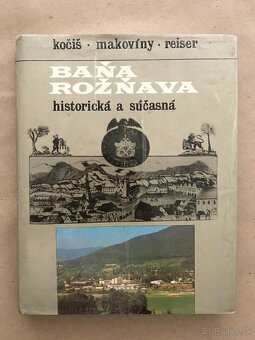 kočiš · makovíny · reiser
BAŇA
ROŽŇAVA
historická a súčasná